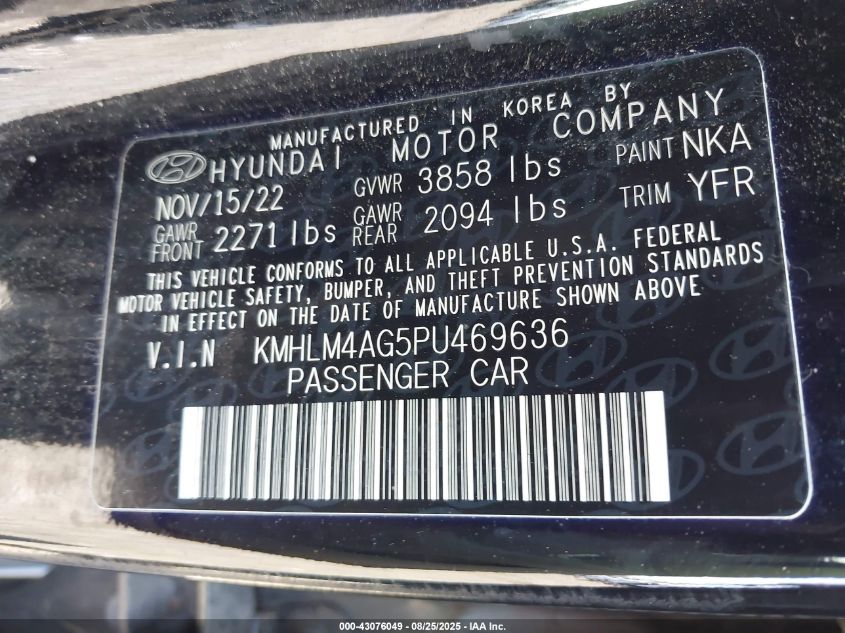 MANUFACTURED IN KOREA BY
HYUNDAI MOTOR COMPANY
NOV/15/22 GVWR 3858 lbs PAINT NKA
GAWR FRONT 2271 lbs GAWR REAR 2094 lbs TRIM YFR
THIS VEHICLE CONFORMS TO ALL APPLICABLE U.S.A. FEDERAL
MOTOR VEHICLE SAFETY, BUMPER, AND THEFT PREVENTION STANDARDS
IN EFFECT ON THE DATE OF MANUFACTURE SHOWN ABOVE
V.I.N KMHLM4AG5PU469636
PASSENGER CAR
000-43076049 - 08/25/2025 - IAA Inc.